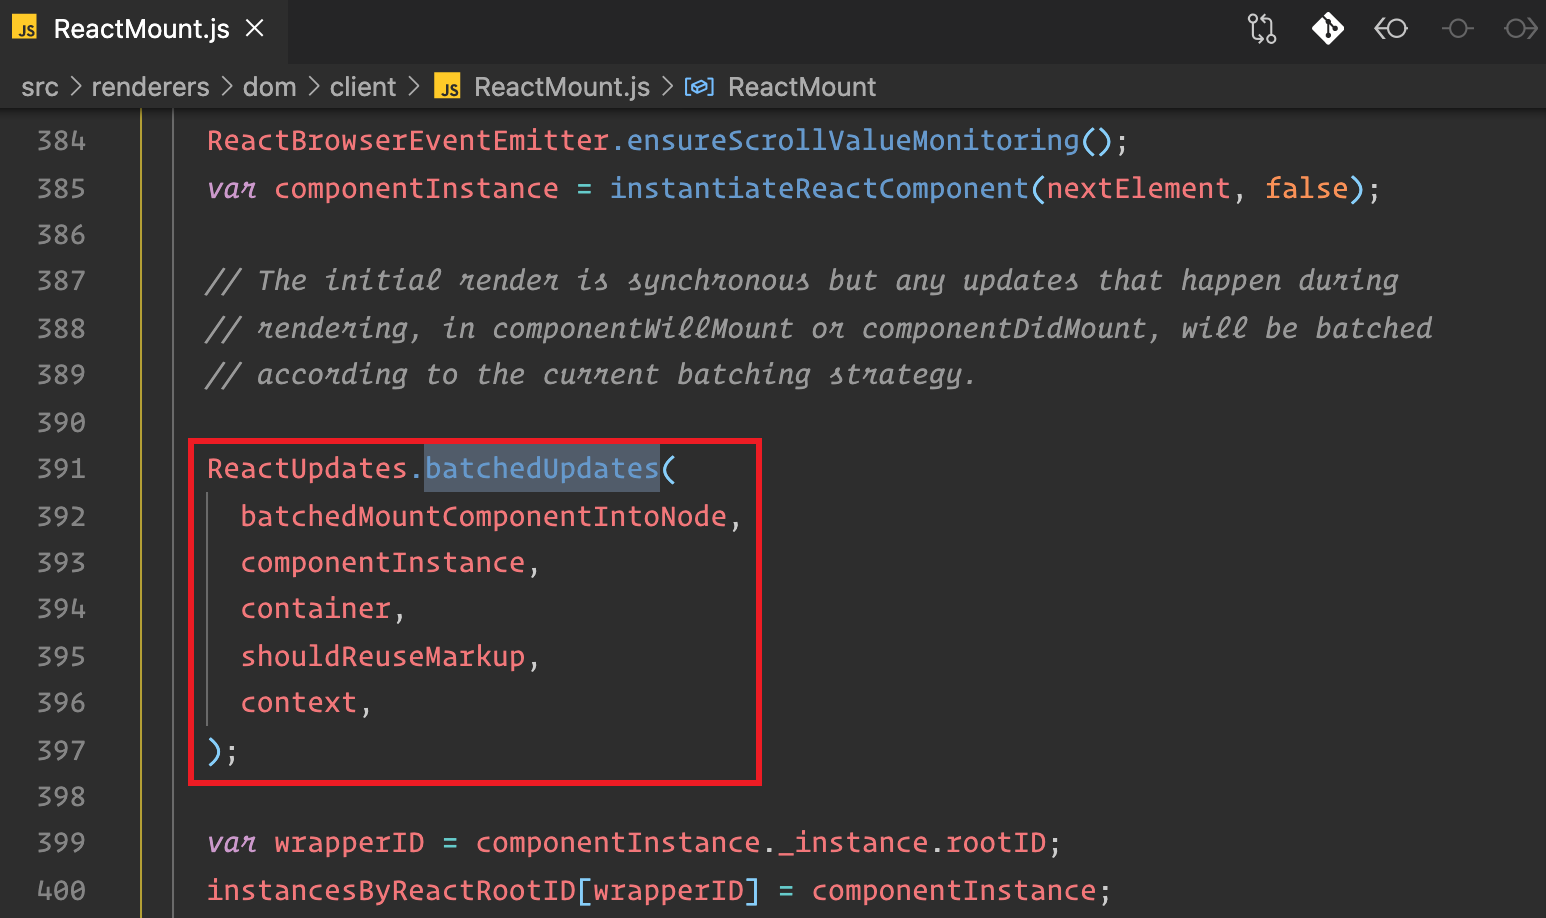 JS ReactMount.js ×
src > renderers > dom > client > JS ReactMount.js > ReactMount
384 ReactBrowserEventEmitter.ensureScrollValueMonitoring();
385 var componentInstance = instantiateReactComponent(nextElement, false);
386
387 // The initial render is synchronous but any updates that happen during
388 // rendering, in componentWillMount or componentDidMount, will be batched
389 // according to the current batching strategy.
390
391 ReactUpdates.batchedUpdates(
392 batchedMountComponentIntoNode,
393 componentInstance,
394 container,
395 shouldReuseMarkup,
396 context,
397 );
398
399 var wrapperID = componentInstance._instance.rootID;
400 instancesByReactRootID[wrapperID] = componentInstance;